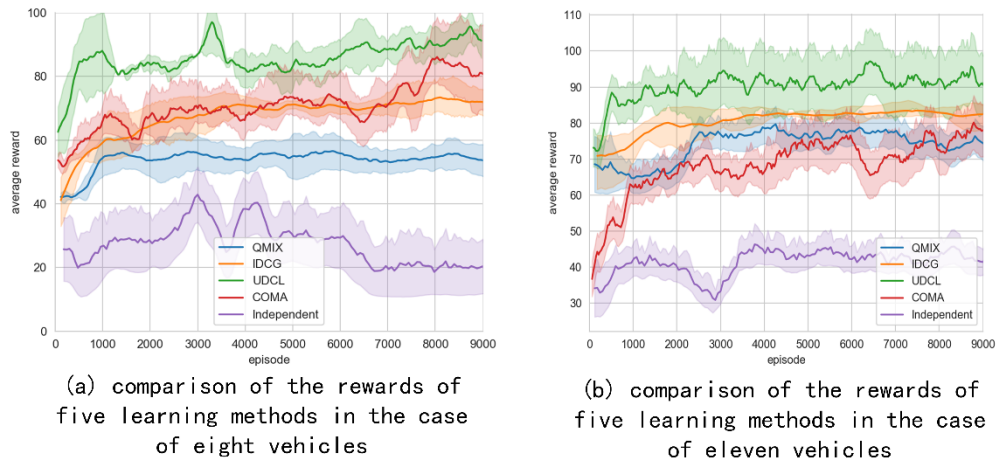 100
80
60
40
20
0
average reward
QMIX
IDCG
UDCL
COMA
Independent
0 1000 2000 3000 4000 5000 6000 7000 8000 9000
episode
(a) comparison of the rewards of
five learning methods in the case
of eight vehicles
110
100
90
80
70
60
50
40
30
average reward
QMIX
IDCG
UDCL
COMA
Independent
0 1000 2000 3000 4000 5000 6000 7000 8000 9000
episode
(b) comparison of the rewards of
five learning methods in the case
of eleven vehicles